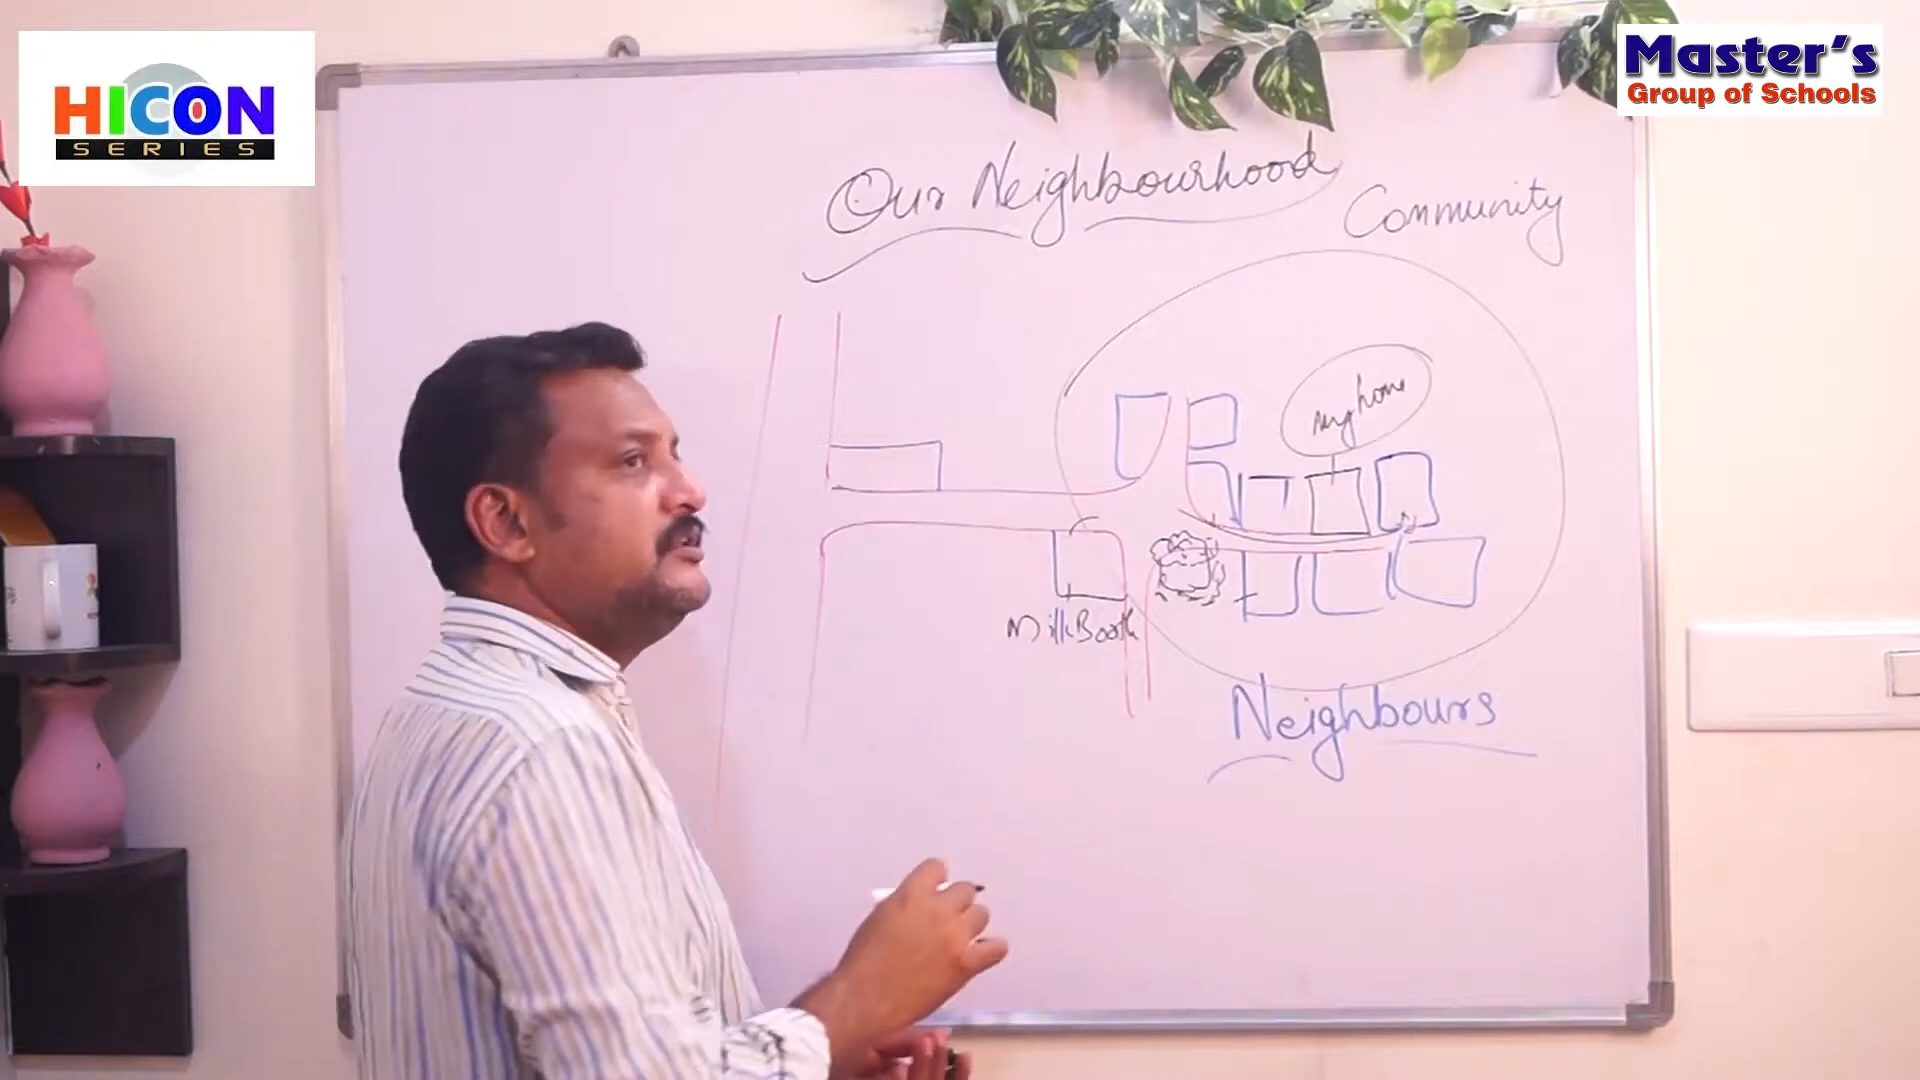 HICON
SERIES
Master's
Group of Schools
Our Neighbourhood
Community
my home
Milk Booth
Neighbours